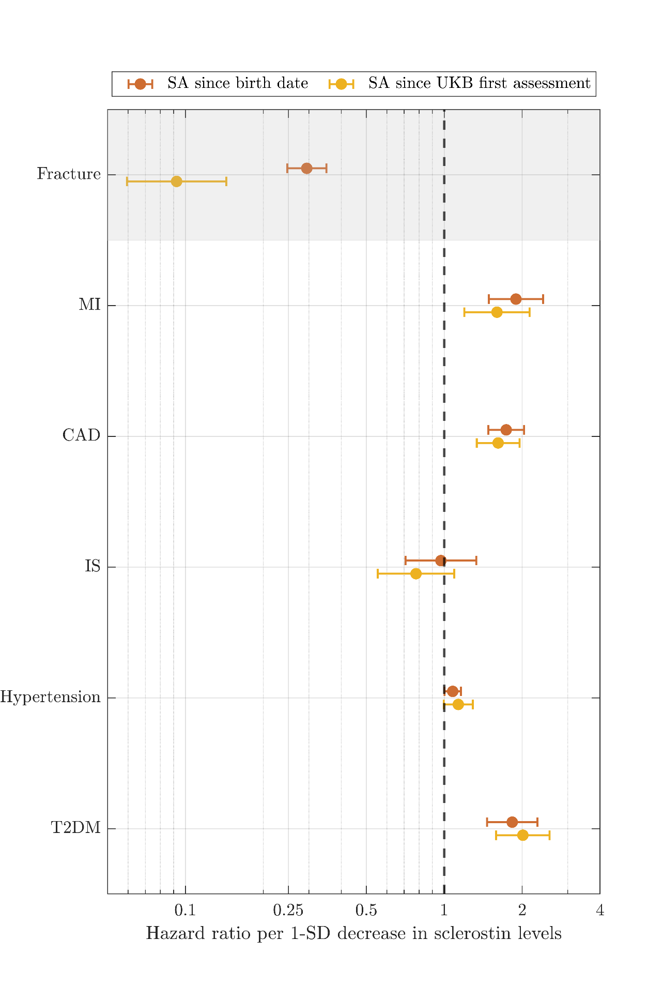 SA since birth date SA since UKB first assessment
Fracture
MI
CAD
IS
Hypertension
T2DM
0.1 0.25 0.5 1 2 4
Hazard ratio per 1-SD decrease in sclerostin levels